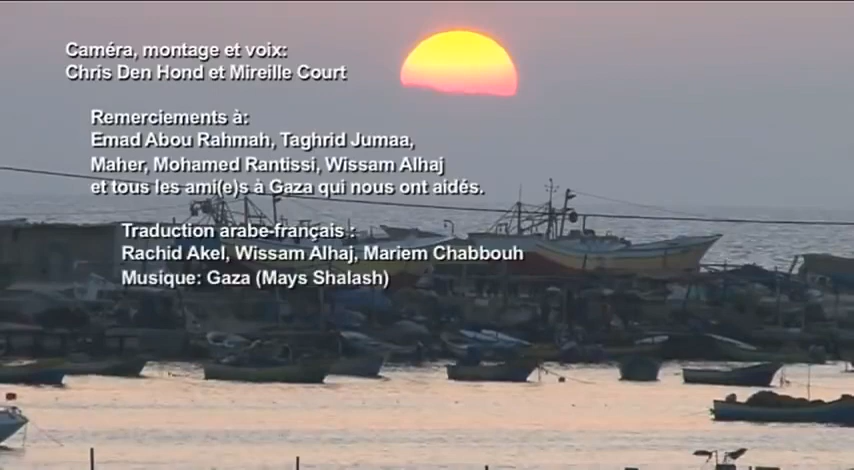 Caméra, montage et voix:
Chris Den Hond et Mireille Court
Remerciements à:
Emad Abou Rahmah, Taghrid Jumaa,
Maher, Mohamed Rantissi, Wissam Alhaj
et tous les ami(e)s à Gaza qui nous ont aidés.
Traduction arabe-français :
Rachid Akel, Wissam Alhaj, Mariem Chabbouh
Musique: Gaza (Mays Shalash)